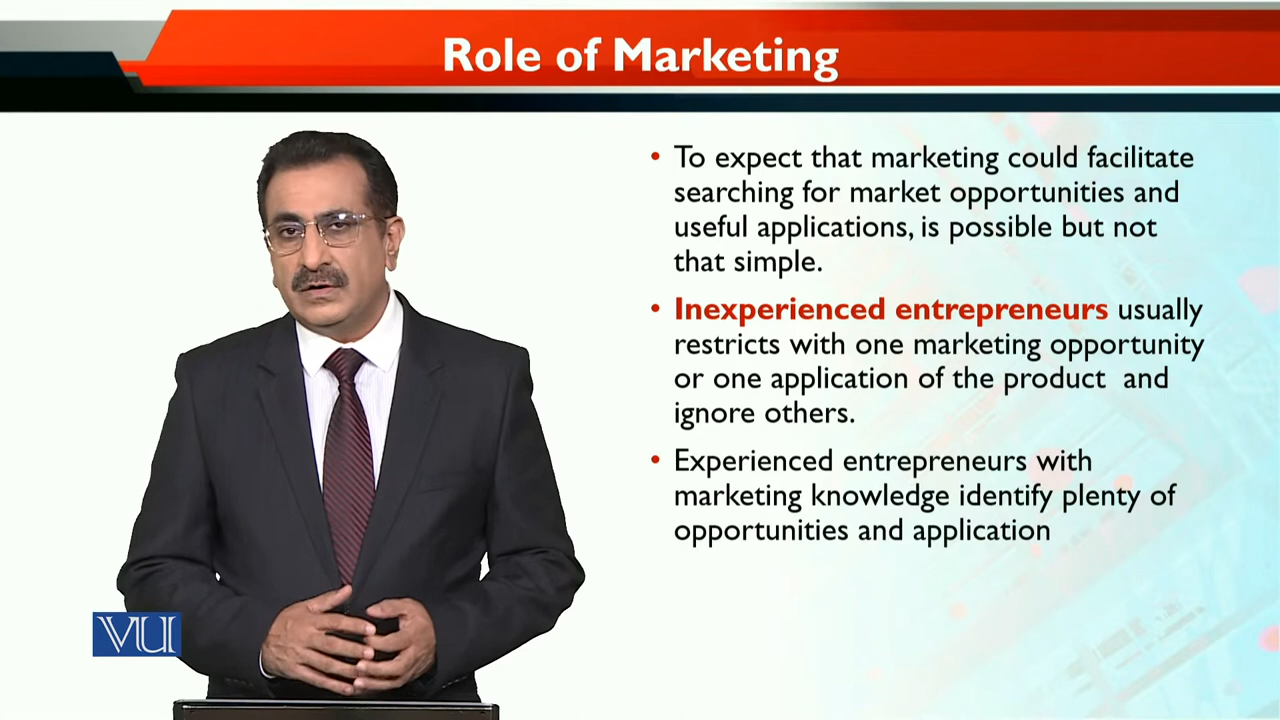 Role of Marketing
• To expect that marketing could facilitate
searching for market opportunities and
useful applications, is possible but not
that simple.
• Inexperienced entrepreneurs usually
restricts with one marketing opportunity
or one application of the product and
ignore others.
• Experienced entrepreneurs with
marketing knowledge identify plenty of
opportunities and application
VU